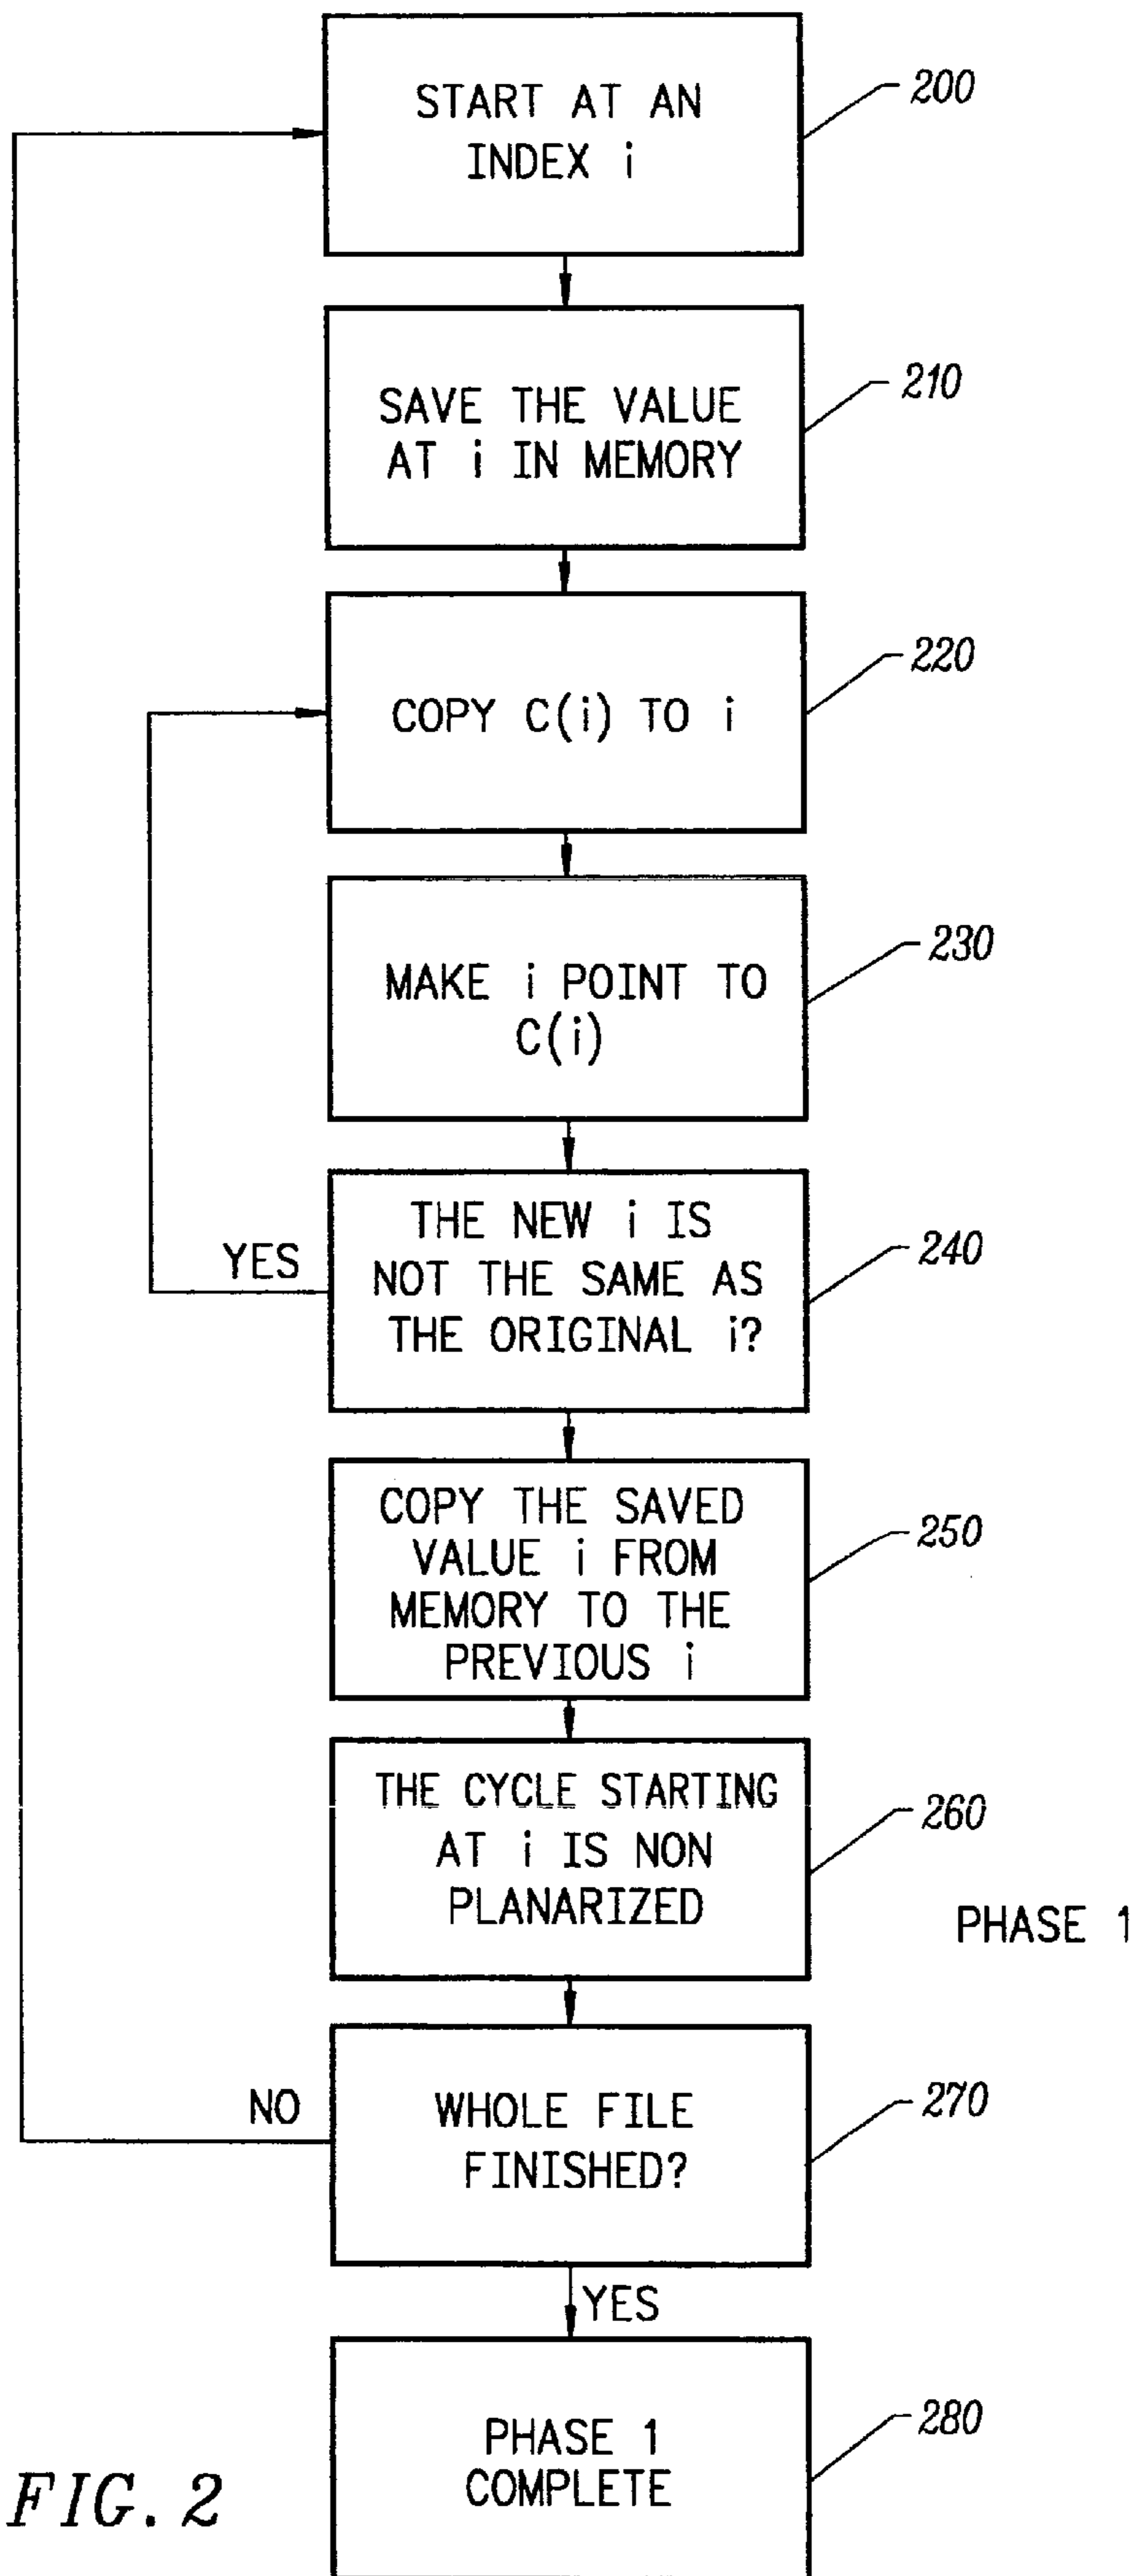 START AT AN
INDEX i
200
SAVE THE VALUE
AT i IN MEMORY
210
COPY C(i) TO i
220
MAKE i POINT TO
C(i)
230
THE NEW i IS
NOT THE SAME AS
THE ORIGINAL i?
YES
240
COPY THE SAVED
VALUE i FROM
MEMORY TO THE
PREVIOUS i
250
THE CYCLE STARTING
AT i IS NON
PLANARIZED
260
PHASE 1
WHOLE FILE
FINISHED?
NO
270
YES
PHASE 1
COMPLETE
280
FIG. 2